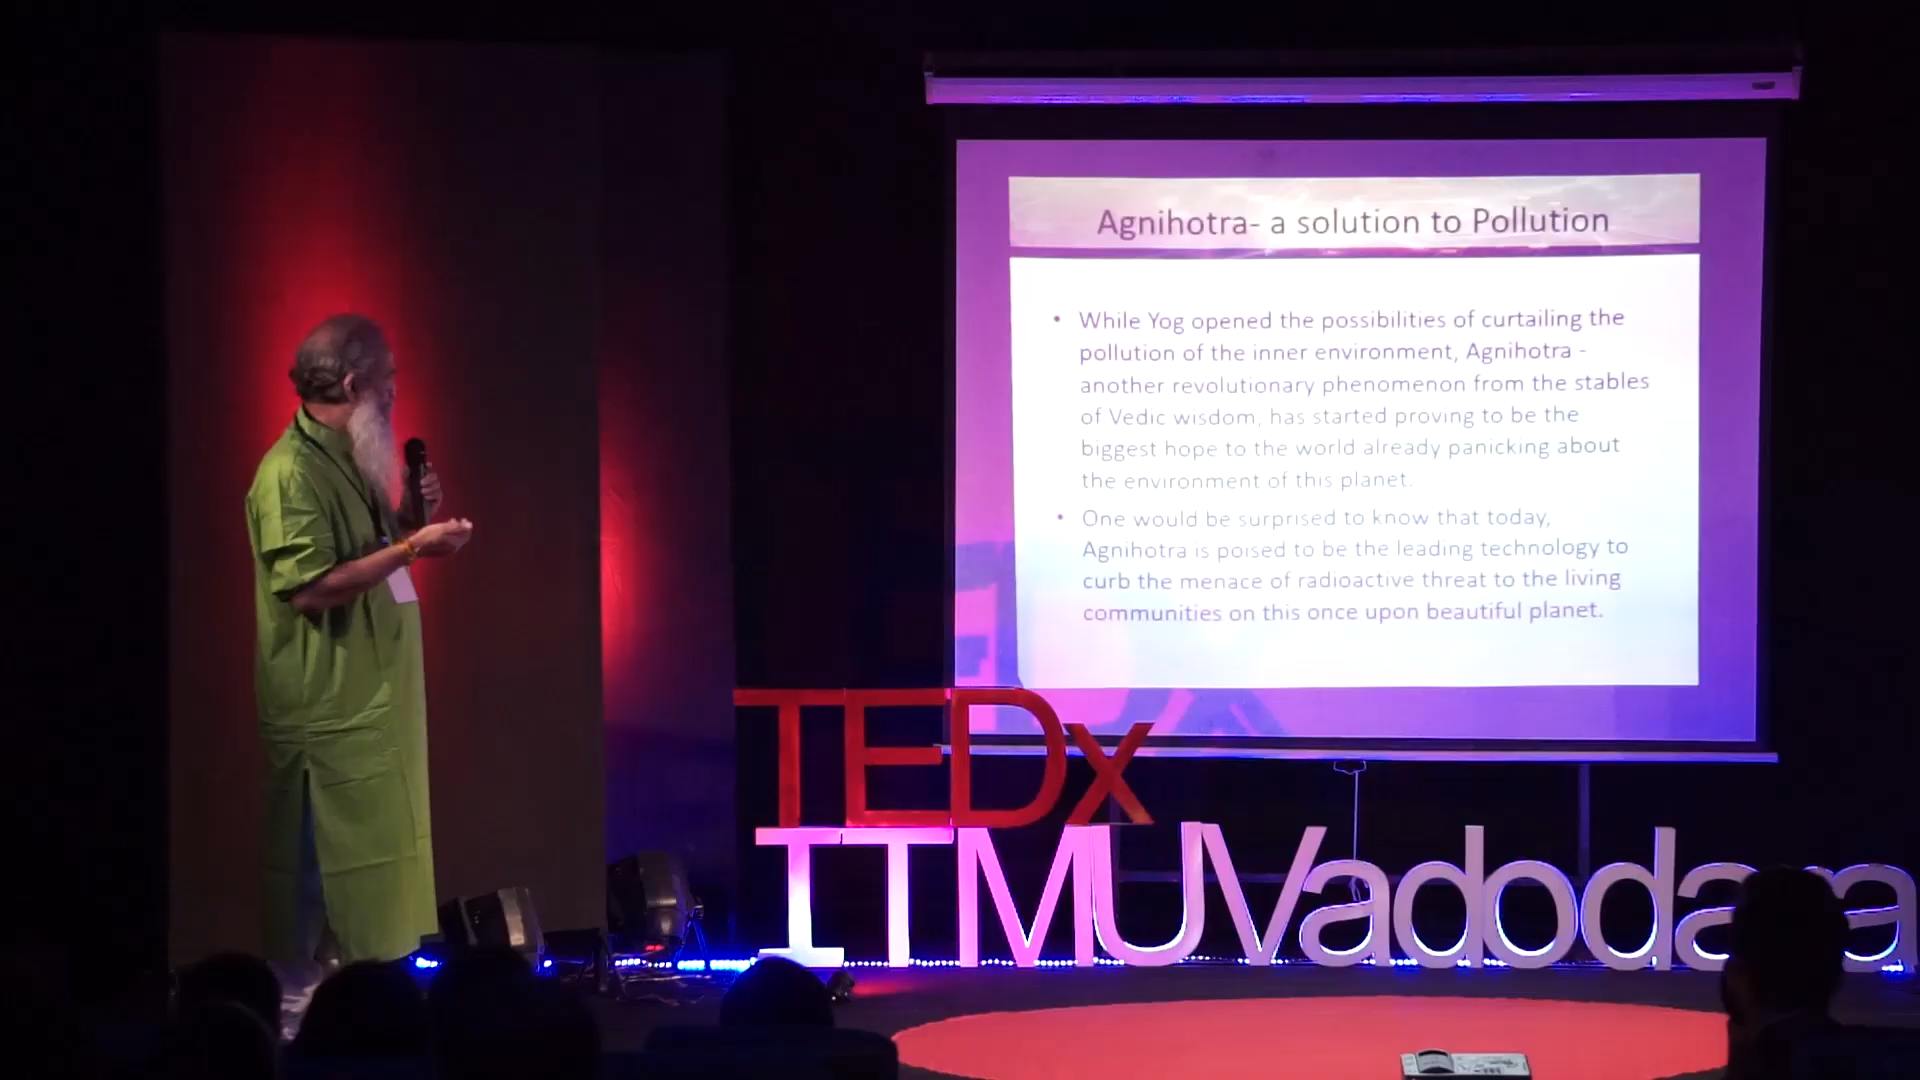 Agnihotra- a solution to Pollution
• While Yog opened the possibilities of curtailing the
pollution of the inner environment, Agnihotra -
another revolutionary phenomenon from the stables
of Vedic wisdom, has started proving to be the
biggest hope to the world already panicking about
the environment of this planet.
• One would be surprised to know that today,
Agnihotra is poised to be the leading technology to
curb the menace of radioactive threat to the living
communities on this once upon beautiful planet.
TEDx
ITMUVadodara